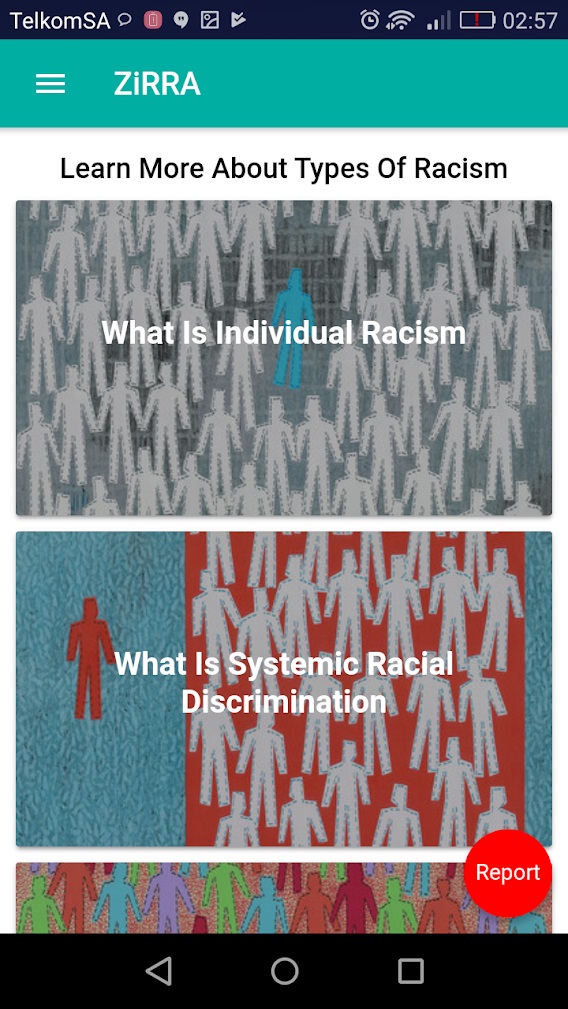 TelkomSA 02:57
ZiRRA
Learn More About Types Of Racism
What Is Individual Racism
What Is Systemic Racial
Discrimination
Report